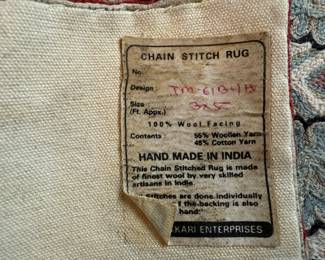 CHAIN STITCH RUG
No.
Design:
Size 3x5
(Ft. Appx.)
100% Wool Facing
Contents: 55% Woollen Yarn
45% Cotton Yarn
HAND MADE IN INDIA
This Chain Stitched Rug is made
of finest wool by very skilled
artisans in India.
Stitches are done individually
the backing is also
hand:"
KARI ENTERPRISES